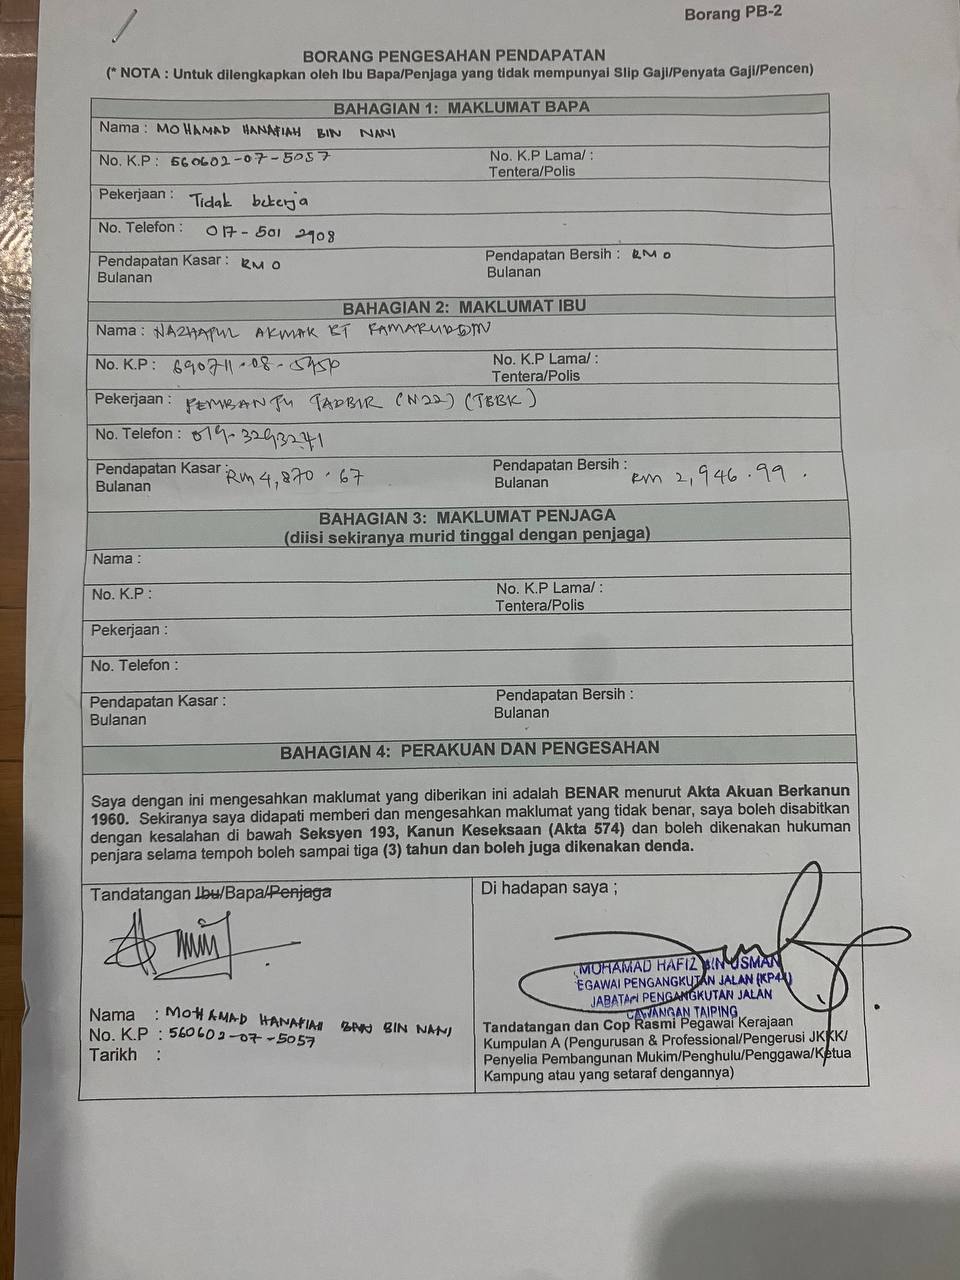 Borang PB-2
BORANG PENGESAHAN PENDAPATAN
(* NOTA : Untuk dilengkapkan oleh Ibu Bapa/Penjaga yang tidak mempunyai Slip Gaji/Penyata Gaji/Pencen)
BAHAGIAN 1: MAKLUMAT BAPA
Nama : MOHAMAD HANAFIAH BIN NANI
No. K.P : 560602-07-5057 No. K.P Lama/ :
Tentera/Polis
Pekerjaan : Tidak bekerja
No. Telefon : 017-501 2908
Pendapatan Kasar : RM 0 Pendapatan Bersih : RM 0
Bulanan Bulanan
BAHAGIAN 2: MAKLUMAT IBU
Nama : AKMAR BT
No. K.P : No. K.P Lama/ :
Tentera/Polis
Pekerjaan : PEMBANTU TADBIR (N22) (TBBK)
No. Telefon : 019-3293241
Pendapatan Kasar : Rm 4,870.67 Pendapatan Bersih : RM 2,946.99.
Bulanan Bulanan
BAHAGIAN 3: MAKLUMAT PENJAGA
(diisi sekiranya murid tinggal dengan penjaga)
Nama :
No. K.P : No. K.P Lama/ :
Tentera/Polis
Pekerjaan :
No. Telefon :
Pendapatan Kasar : Pendapatan Bersih :
Bulanan Bulanan
BAHAGIAN 4: PERAKUAN DAN PENGESAHAN
Saya dengan ini mengesahkan maklumat yang diberikan ini adalah BENAR menurut Akta Akuan Berkanun
1960. Sekiranya saya didapati memberi dan mengesahkan maklumat yang tidak benar, saya boleh disabitkan
dengan kesalahan di bawah Seksyen 193, Kanun Keseksaan (Akta 574) dan boleh dikenakan hukuman
penjara selama tempoh boleh sampai tiga (3) tahun dan boleh juga dikenakan denda.
Tandatangan Ibu/Bapa/Penjaga
Nama : MOHAMAD HANAFIAH BIN BIN NANI
No. K.P : 560602-07-5057
Tarikh :
Di hadapan saya ;
MOHAMAD HAFIZ BIN USMAN
EGAWAI PENGANGKUTAN JALAN (KP41)
JABATAN PENGANGKUTAN JALAN
CAWANGAN TAIPING
Tandatangan dan Cop Rasmi Pegawai Kerajaan
Kumpulan A (Pengurusan & Professional/Pengerusi JKKK/
Penyelia Pembangunan Mukim/Penghulu/Penggawa/Ketua
Kampung atau yang setaraf dengannya)